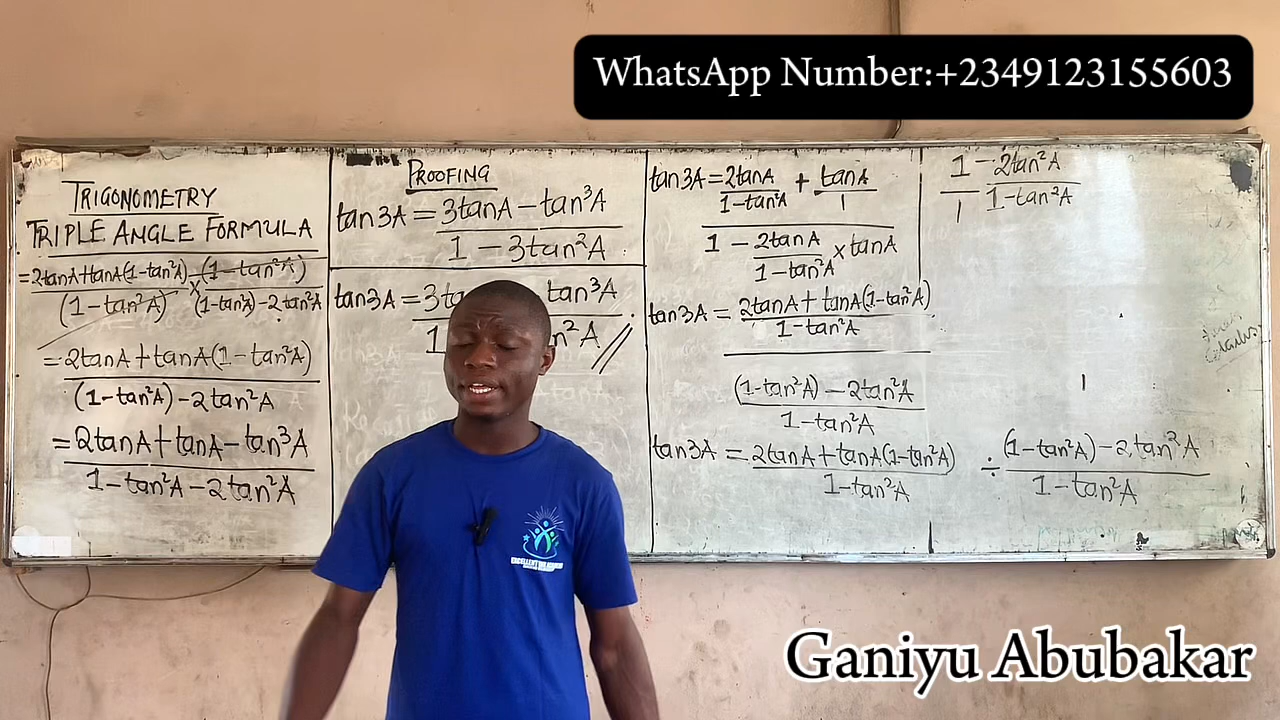 WhatsApp Number:+2349123155603
TRIGONOMETRY
TRIPLE ANGLE FORMULA
=2tanA+tanA(1-tan²A) × (1-tan²A)
(1-tan²A) (1-tan²A)-2tan²A
=2tanA+tanA(1-tan²A)
(1-tan²A)-2tan²A
=2tanA+tanA-tan³A
1-tan²A-2tan²A
PROOFING
tan3A=3tanA-tan³A
1-3tan²A
tan3A=3ta tan³A
1 n²A //
tan3A=2tanA + tanA
1-tan²A 1
1 - 2tanA × tanA
1-tan²A
tan3A = 2tanA+tanA(1-tan²A)
1-tan²A
(1-tan²A)-2tan²A
1-tan²A
tan3A = 2tanA+tanA(1-tan²A) ÷ (1-tan²A)-2tan²A
1-tan²A 1-tan²A
1 - 2tan²A
1 1-tan²A
Ganiyu Abubakar